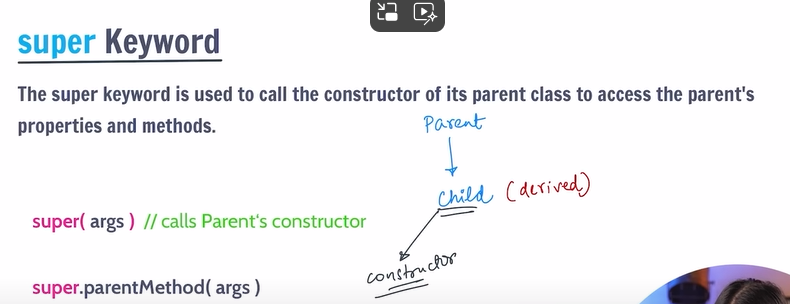 super Keyword
The super keyword is used to call the constructor of its parent class to access the parent's
properties and methods.
Parent
Child (derived)
super( args ) // calls Parent's constructor
constructor
super.parentMethod( args )